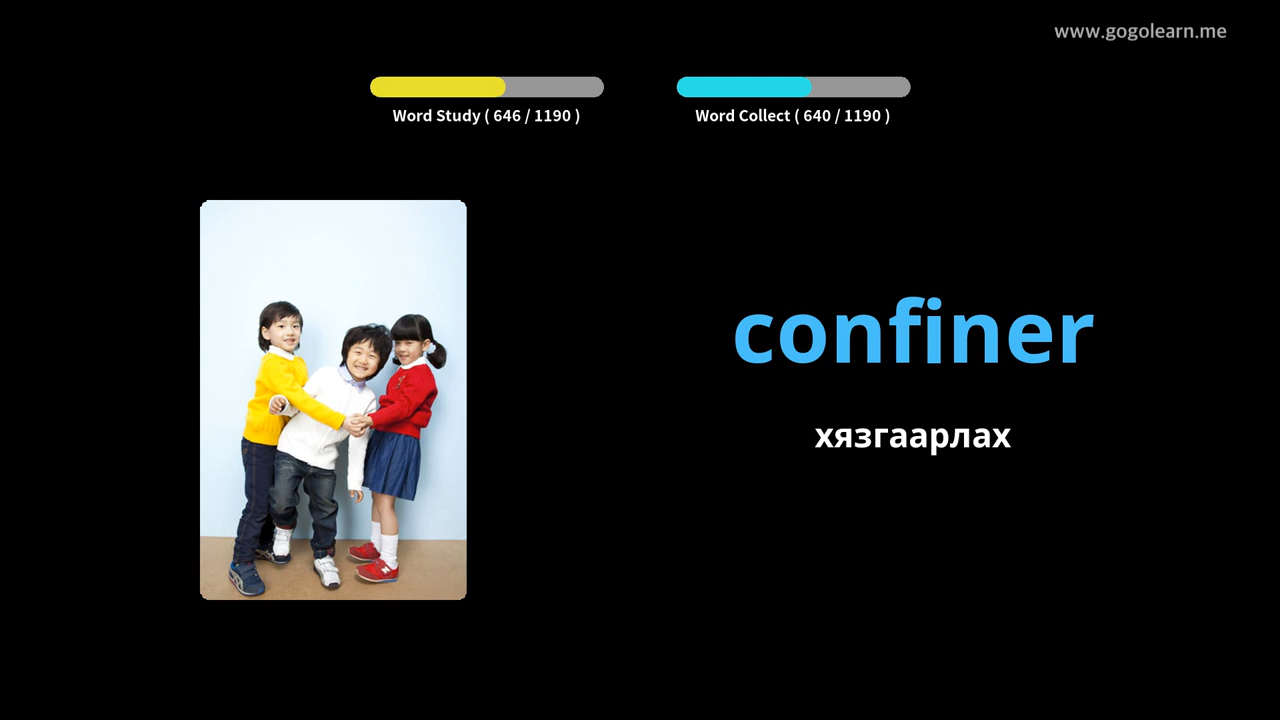 www.gogolearn.me
Word Study ( 646 / 1190 )
Word Collect ( 640 / 1190 )
confiner
хязгаарлах